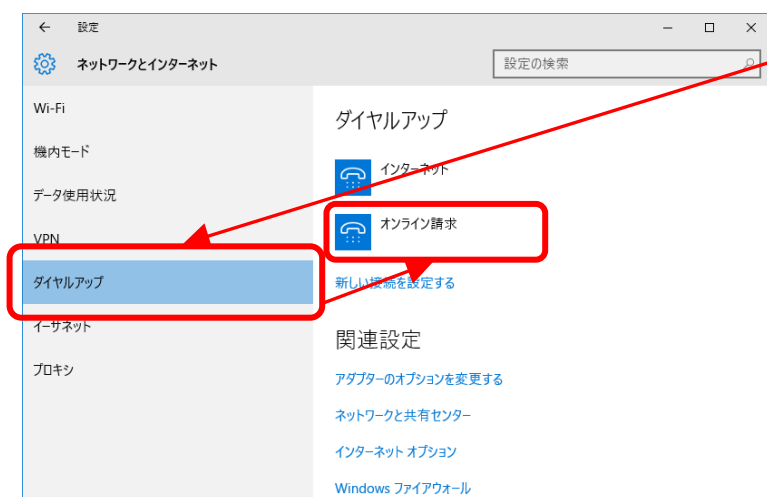 設定
ネットワークとインターネット
設定の検索
Wi-Fi
機内モード
データ使用状況
VPN
ダイヤルアップ
イーサネット
プロキシ
ダイヤルアップ
インターネット
オンライン請求
新しい接続を設定する
関連設定
アダプターのオプションを変更する
ネットワークと共有センター
インターネット オプション
Windows ファイアウォール